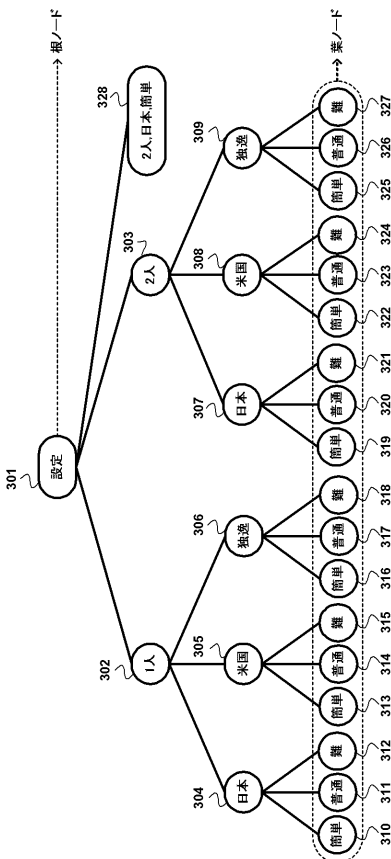 301
設定
根ノード
302
1人
303
2人
328
2人,日本,簡単
304
日本
305
米国
306
独逸
307
日本
308
米国
309
独逸
簡単
普通
難
簡単
普通
難
簡単
普通
難
簡単
普通
難
簡単
普通
難
簡単
普通
難
葉ノード
310
311
312
313
314
315
316
317
318
319
320
321
322
323
324
325
326
327